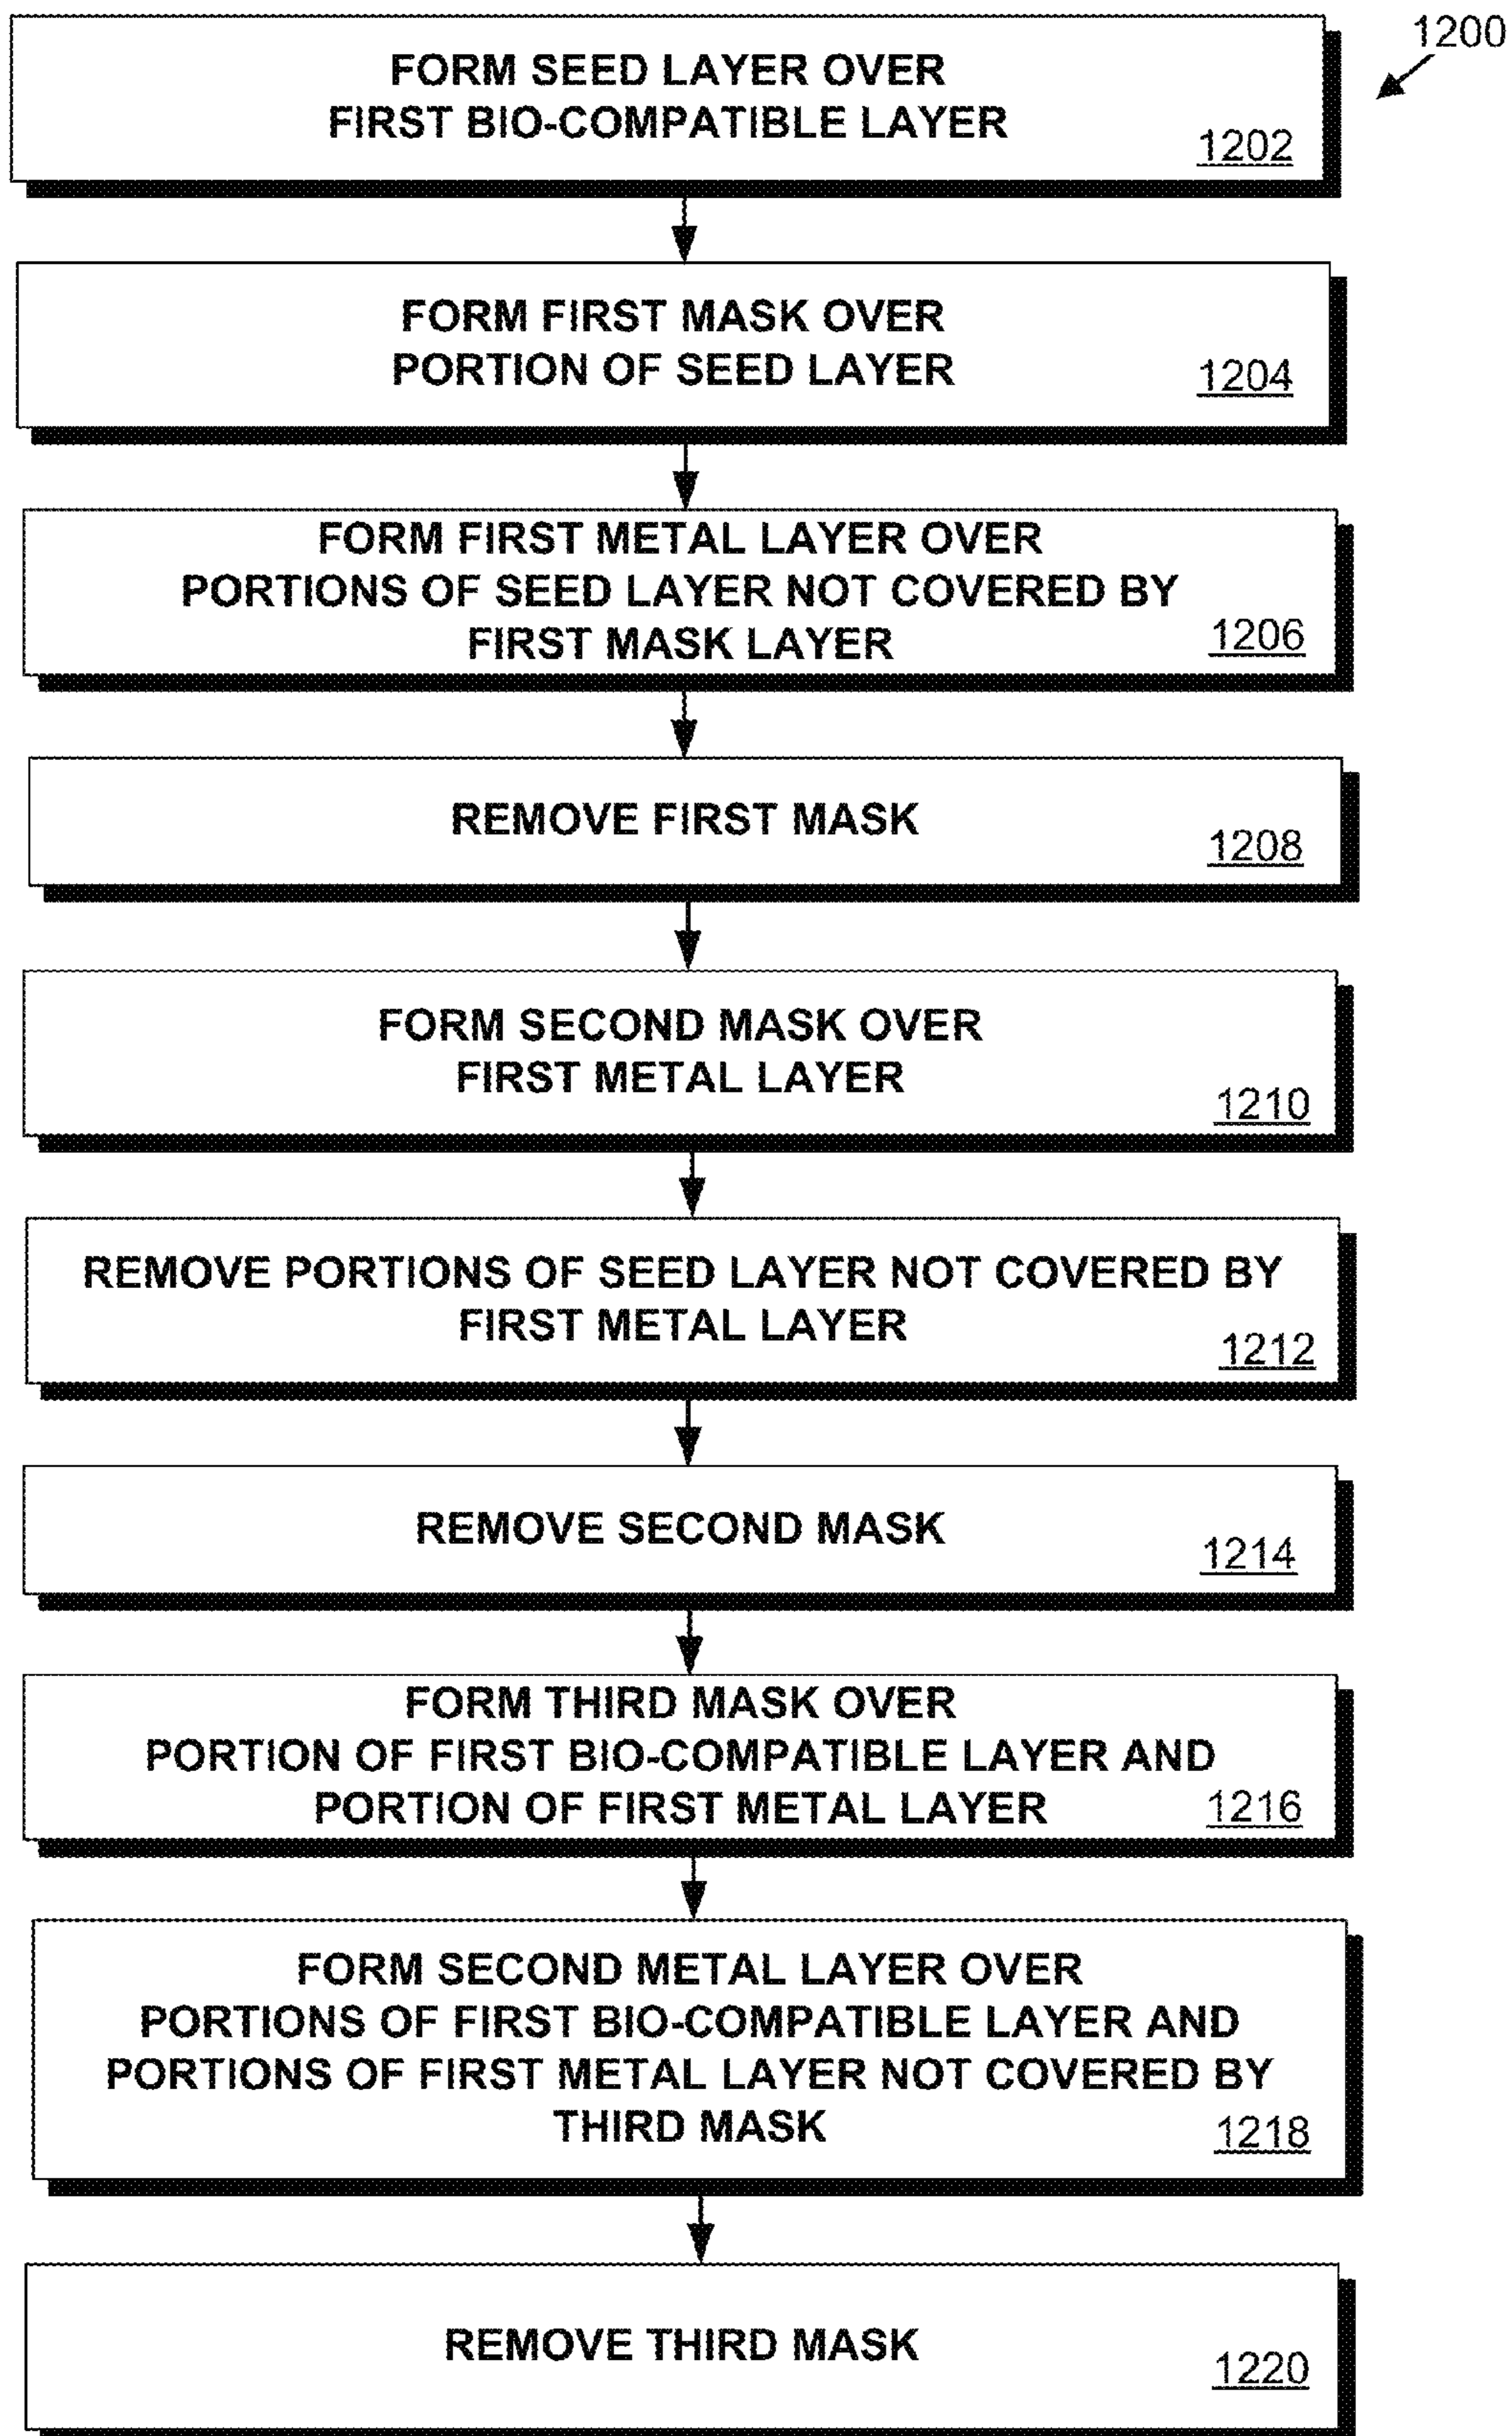 1200
FORM SEED LAYER OVER
FIRST BIO-COMPATIBLE LAYER
1202
FORM FIRST MASK OVER
PORTION OF SEED LAYER
1204
FORM FIRST METAL LAYER OVER
PORTIONS OF SEED LAYER NOT COVERED BY
FIRST MASK LAYER
1206
REMOVE FIRST MASK
1208
FORM SECOND MASK OVER
FIRST METAL LAYER
1210
REMOVE PORTIONS OF SEED LAYER NOT COVERED BY
FIRST METAL LAYER
1212
REMOVE SECOND MASK
1214
FORM THIRD MASK OVER
PORTION OF FIRST BIO-COMPATIBLE LAYER AND
PORTION OF FIRST METAL LAYER
1216
FORM SECOND METAL LAYER OVER
PORTIONS OF FIRST BIO-COMPATIBLE LAYER AND
PORTIONS OF FIRST METAL LAYER NOT COVERED BY
THIRD MASK
1218
REMOVE THIRD MASK
1220